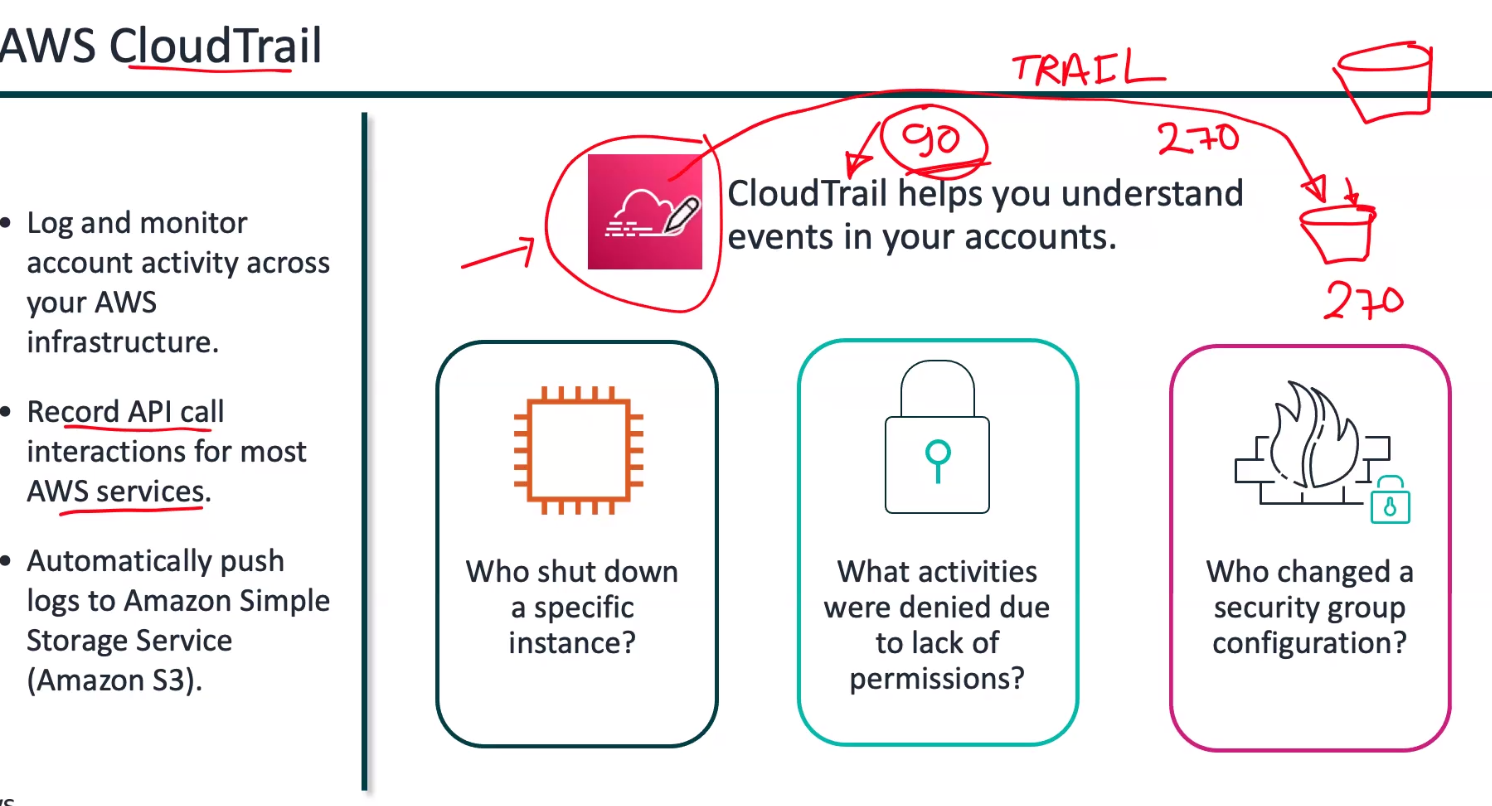 AWS CloudTrail
TRAIL
90
270
CloudTrail helps you understand
events in your accounts.
270
• Log and monitor
account activity across
your AWS
infrastructure.
• Record API call
interactions for most
AWS services.
• Automatically push
logs to Amazon Simple
Storage Service
(Amazon S3).
Who shut down
a specific
instance?
What activities
were denied due
to lack of
permissions?
Who changed a
security group
configuration?